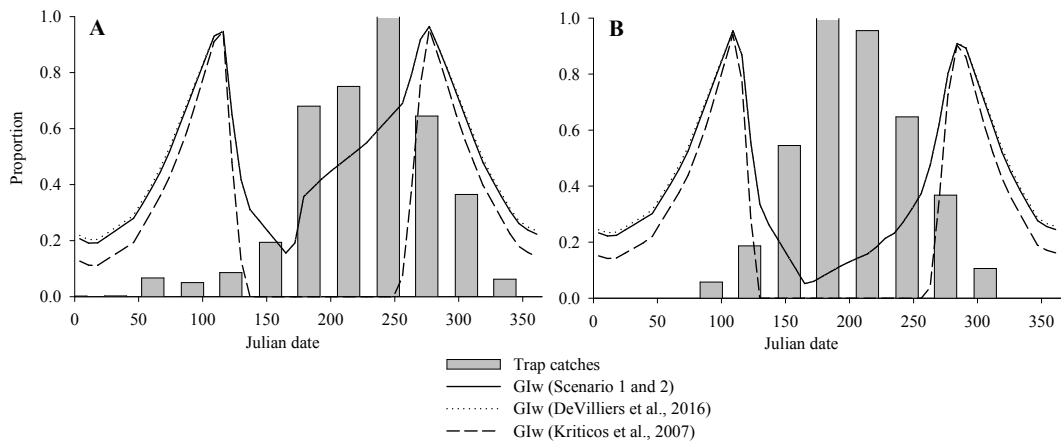 A
B
Proportion
1.0
0.8
0.6
0.4
0.2
0.0
0 50 100 150 200 250 300 350
Julian date
1.0
0.8
0.6
0.4
0.2
0.0
0 50 100 150 200 250 300 350
Julian date
Trap catches
GIw (Scenario 1 and 2)
GIw (DeVilliers et al., 2016)
GIw (Kriticos et al., 2007)